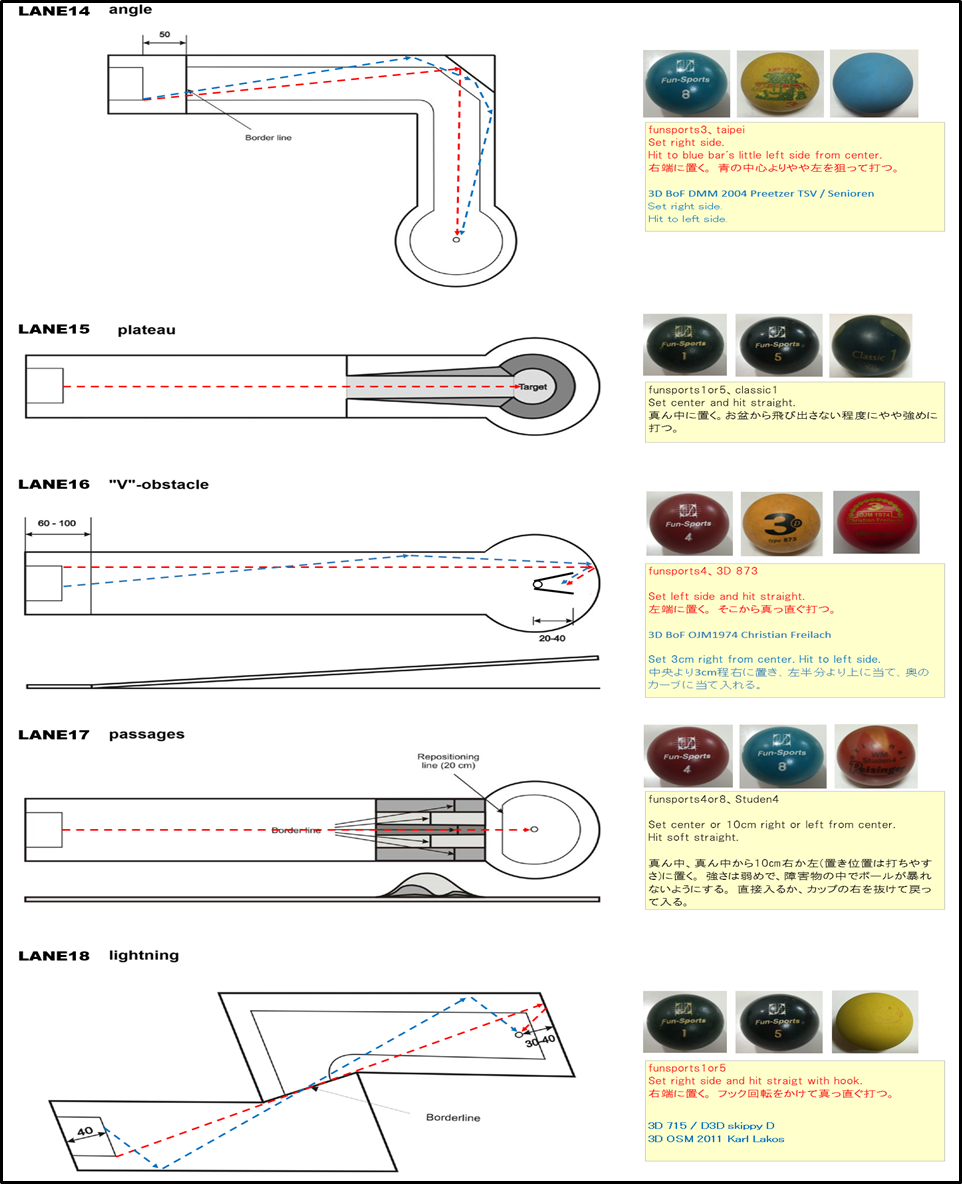 LANE14 angle
50
Border line
Fun-Sports
8
funsports3、taipei
Set right side.
Hit to blue bar's little left side from center.
右端に置く。 青の中心よりやや左を狙って打つ。
3D BoF DMM 2004 Preetzer TSV / Senioren
Set right side.
Hit to left side.
LANE15 plateau
Target
Fun-Sports
1
Fun-Sports
5
Classic 1
funsports1or5、classic1
Set center and hit straight.
真ん中に置く。お盆から飛び出さない程度にやや強めに
打つ。
LANE16 "V"-obstacle
60 - 100
20-40
Fun-Sports
4
3D
type 873
OJM 1974
Christian Freilach
funsports4、3D 873
Set left side and hit straight.
左端に置く。 そこから真っ直ぐ打つ。
3D BoF OJM1974 Christian Freilach
Set 3cm right from center. Hit to left side.
中央より3cm程右に置き、左半分より上に当て、奥の
カーブに当て入れる。
LANE17 passages
Repositioning
line (20 cm)
Border line
Fun-Sports
4
Fun-Sports
8
Studen4
Reisinger
funsports4or8、Studen4
Set center or 10cm right or left from center.
Hit soft straight.
真ん中、真ん中から10㎝右か左(置き位置は打ちやす
さ)に置く。 強さは弱めで、障害物の中でボールが暴れ
ないようにする。 直接入るか、カップの右を抜けて戻っ
て入る。
LANE18 lightning
30-40
40
Borderline
Fun-Sports
1
Fun-Sports
5
funsports1or5
Set right side and hit straigt with hook.
右端に置く。 フック回転をかけて真っ直ぐ打つ。
3D 715 / D3D skippy D
3D OSM 2011 Karl Lakos